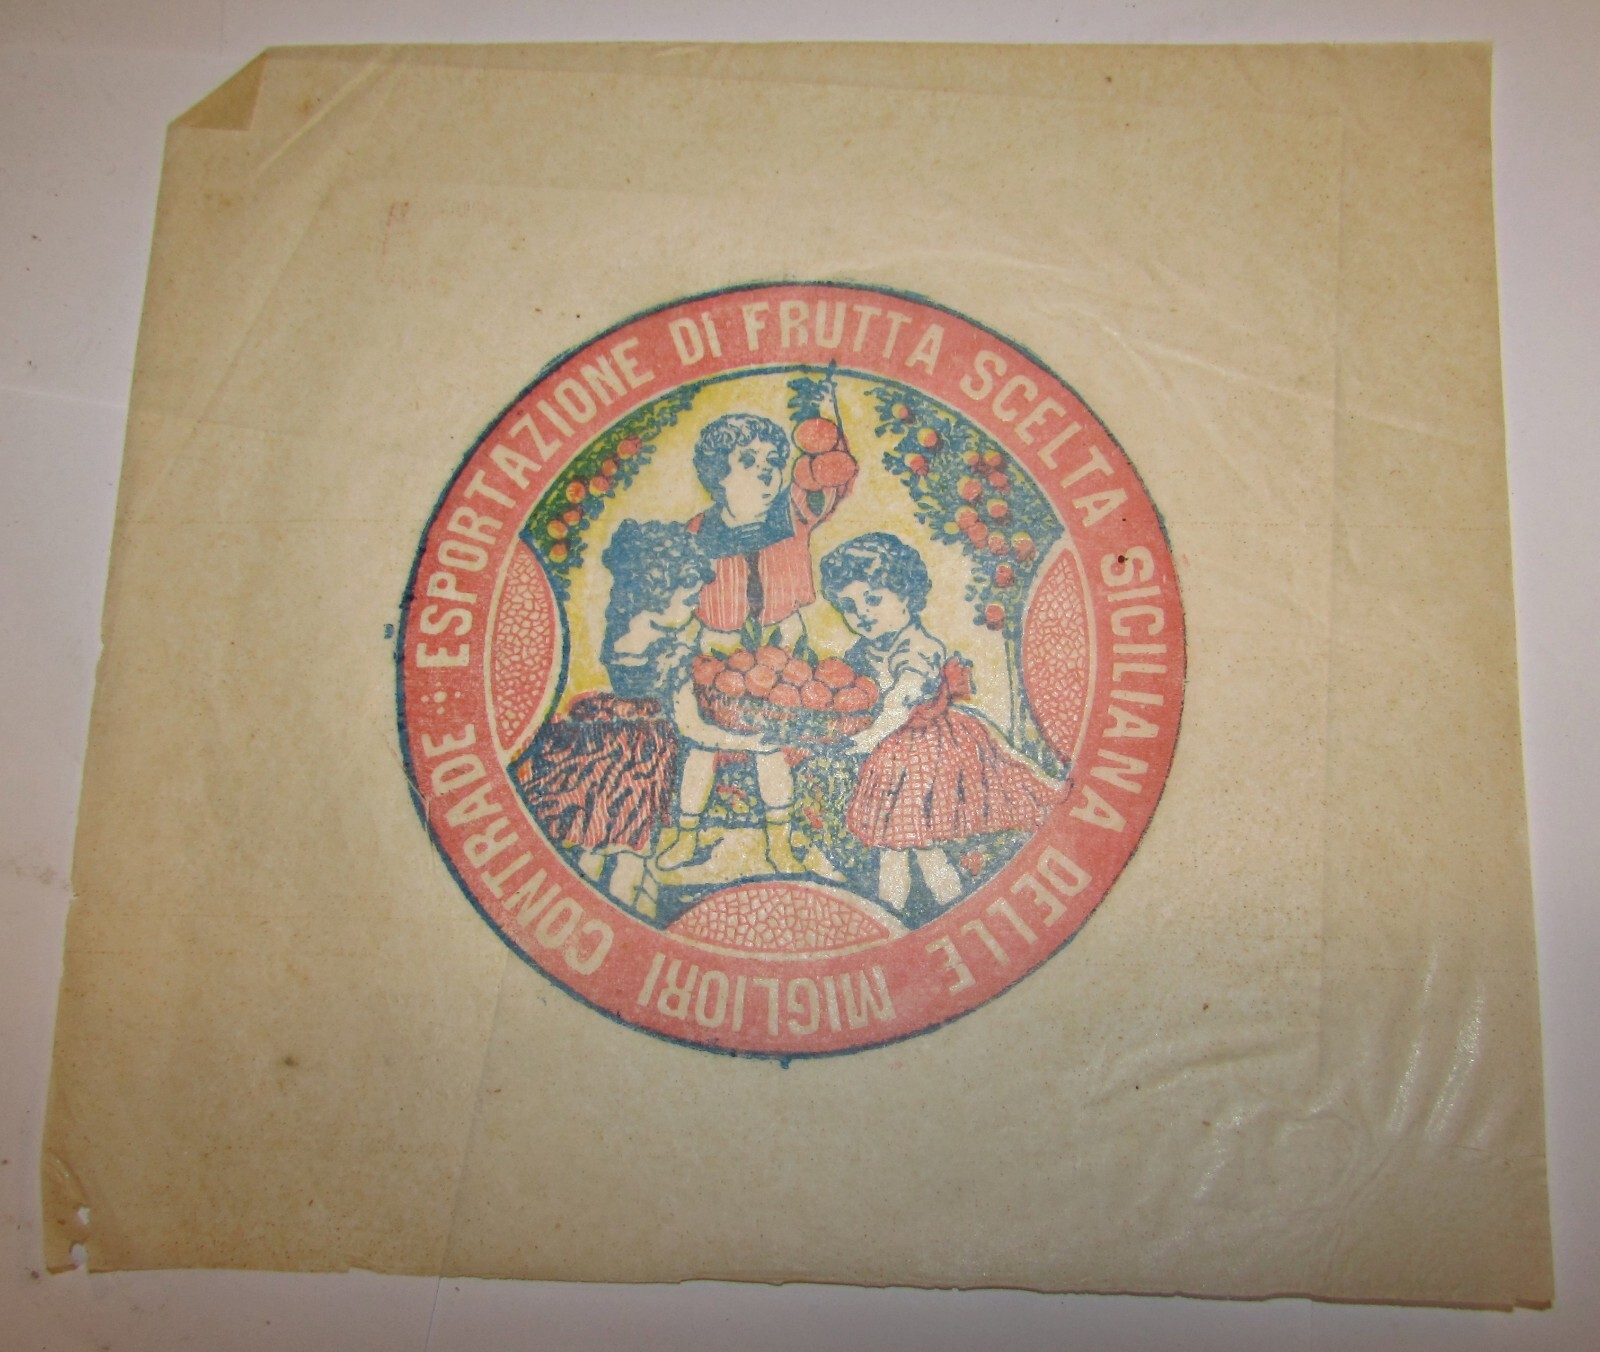 ESPORTAZIONE DI FRUTTA SCELTA SICILIANA DELLE MIGLIORI CONTRADE